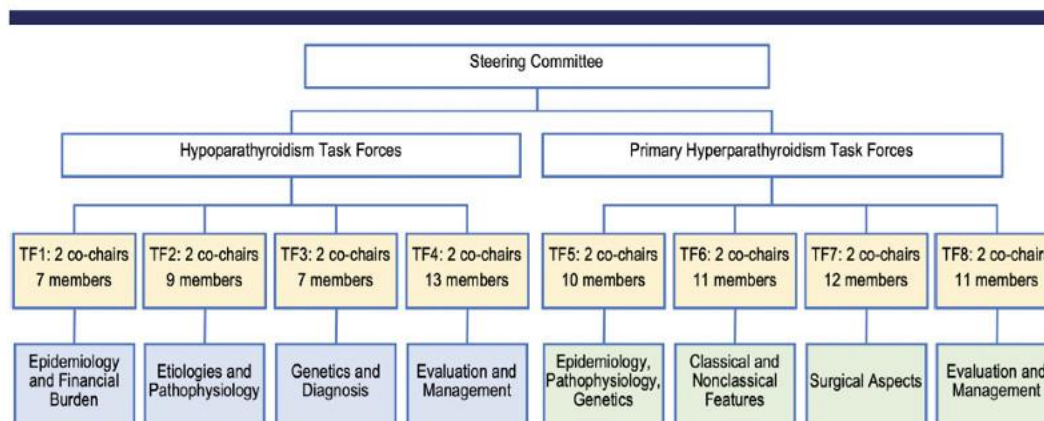 Steering Committee
Hypoparathyroidism Task Forces
Primary Hyperparathyroidism Task Forces
TF1: 2 co-chairs
7 members
TF2: 2 co-chairs
9 members
TF3: 2 co-chairs
7 members
TF4: 2 co-chairs
13 members
TF5: 2 co-chairs
10 members
TF6: 2 co-chairs
11 members
TF7: 2 co-chairs
12 members
TF8: 2 co-chairs
11 members
Epidemiology
and Financial
Burden
Etiologies and
Pathophysiology
Genetics and
Diagnosis
Evaluation and
Management
Epidemiology,
Pathophysiology,
Genetics
Classical and
Nonclassical
Features
Surgical Aspects
Evaluation and
Management